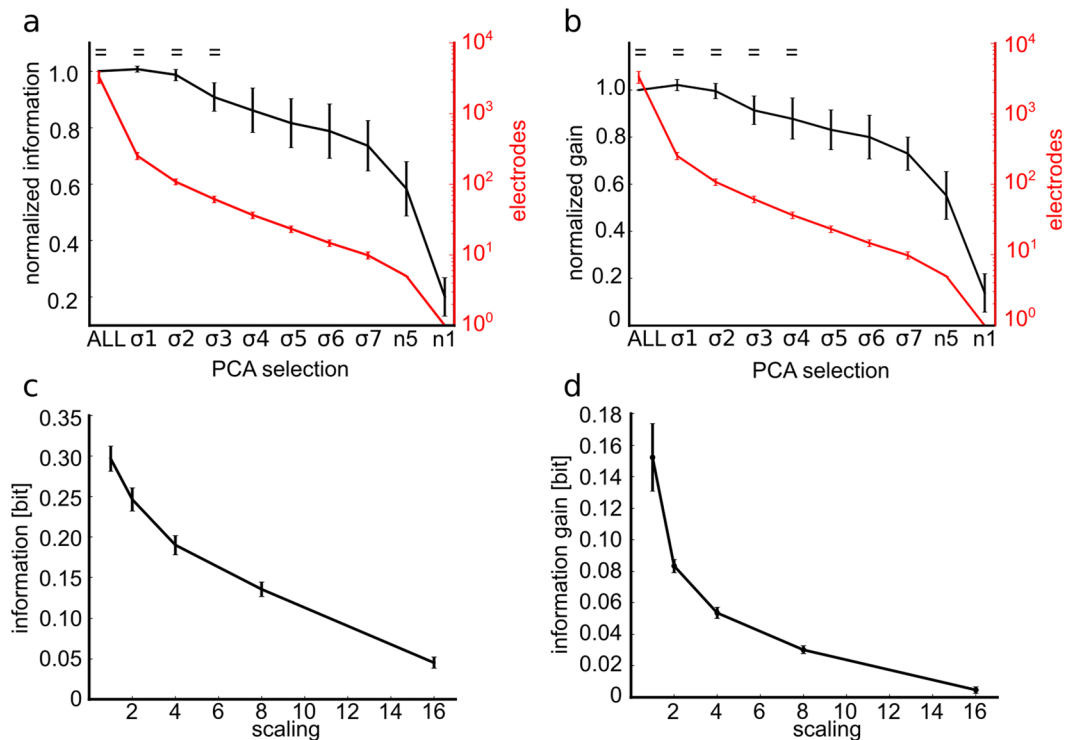 a
= = = =
normalized information
1.0
0.8
0.6
0.4
0.2
10⁴
10³
10²
10¹
10⁰
electrodes
ALL σ1 σ2 σ3 σ4 σ5 σ6 σ7 n5 n1
PCA selection
b
= = = = =
normalized gain
1.0
0.8
0.6
0.4
0.2
0
10⁴
10³
10²
10¹
10⁰
electrodes
ALL σ1 σ2 σ3 σ4 σ5 σ6 σ7 n5 n1
PCA selection
c
information [bit]
0.35
0.30
0.25
0.20
0.15
0.10
0.05
0
2 4 6 8 10 12 14 16
scaling
d
information gain [bit]
0.18
0.16
0.14
0.12
0.10
0.08
0.06
0.04
0.02
0
2 4 6 8 10 12 14 16
scaling